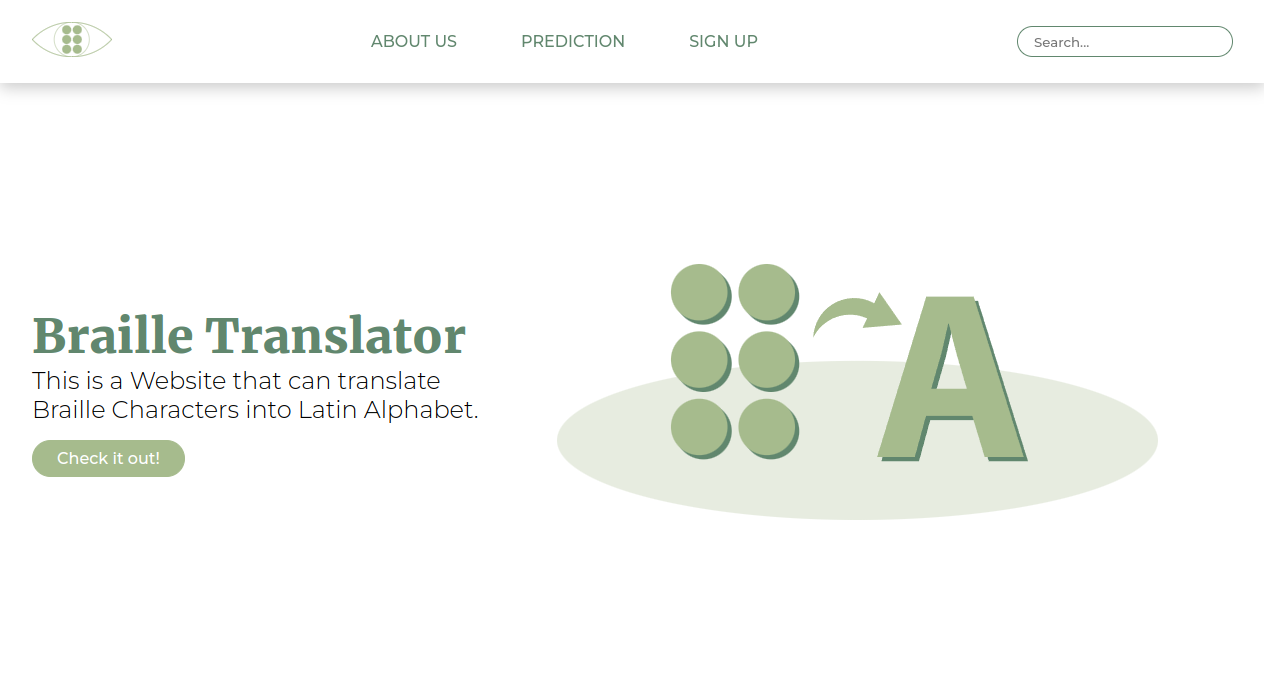 ABOUT US
PREDICTION
SIGN UP
Search...
Braille Translator
This is a Website that can translate
Braille Characters into Latin Alphabet.
Check it out!
A